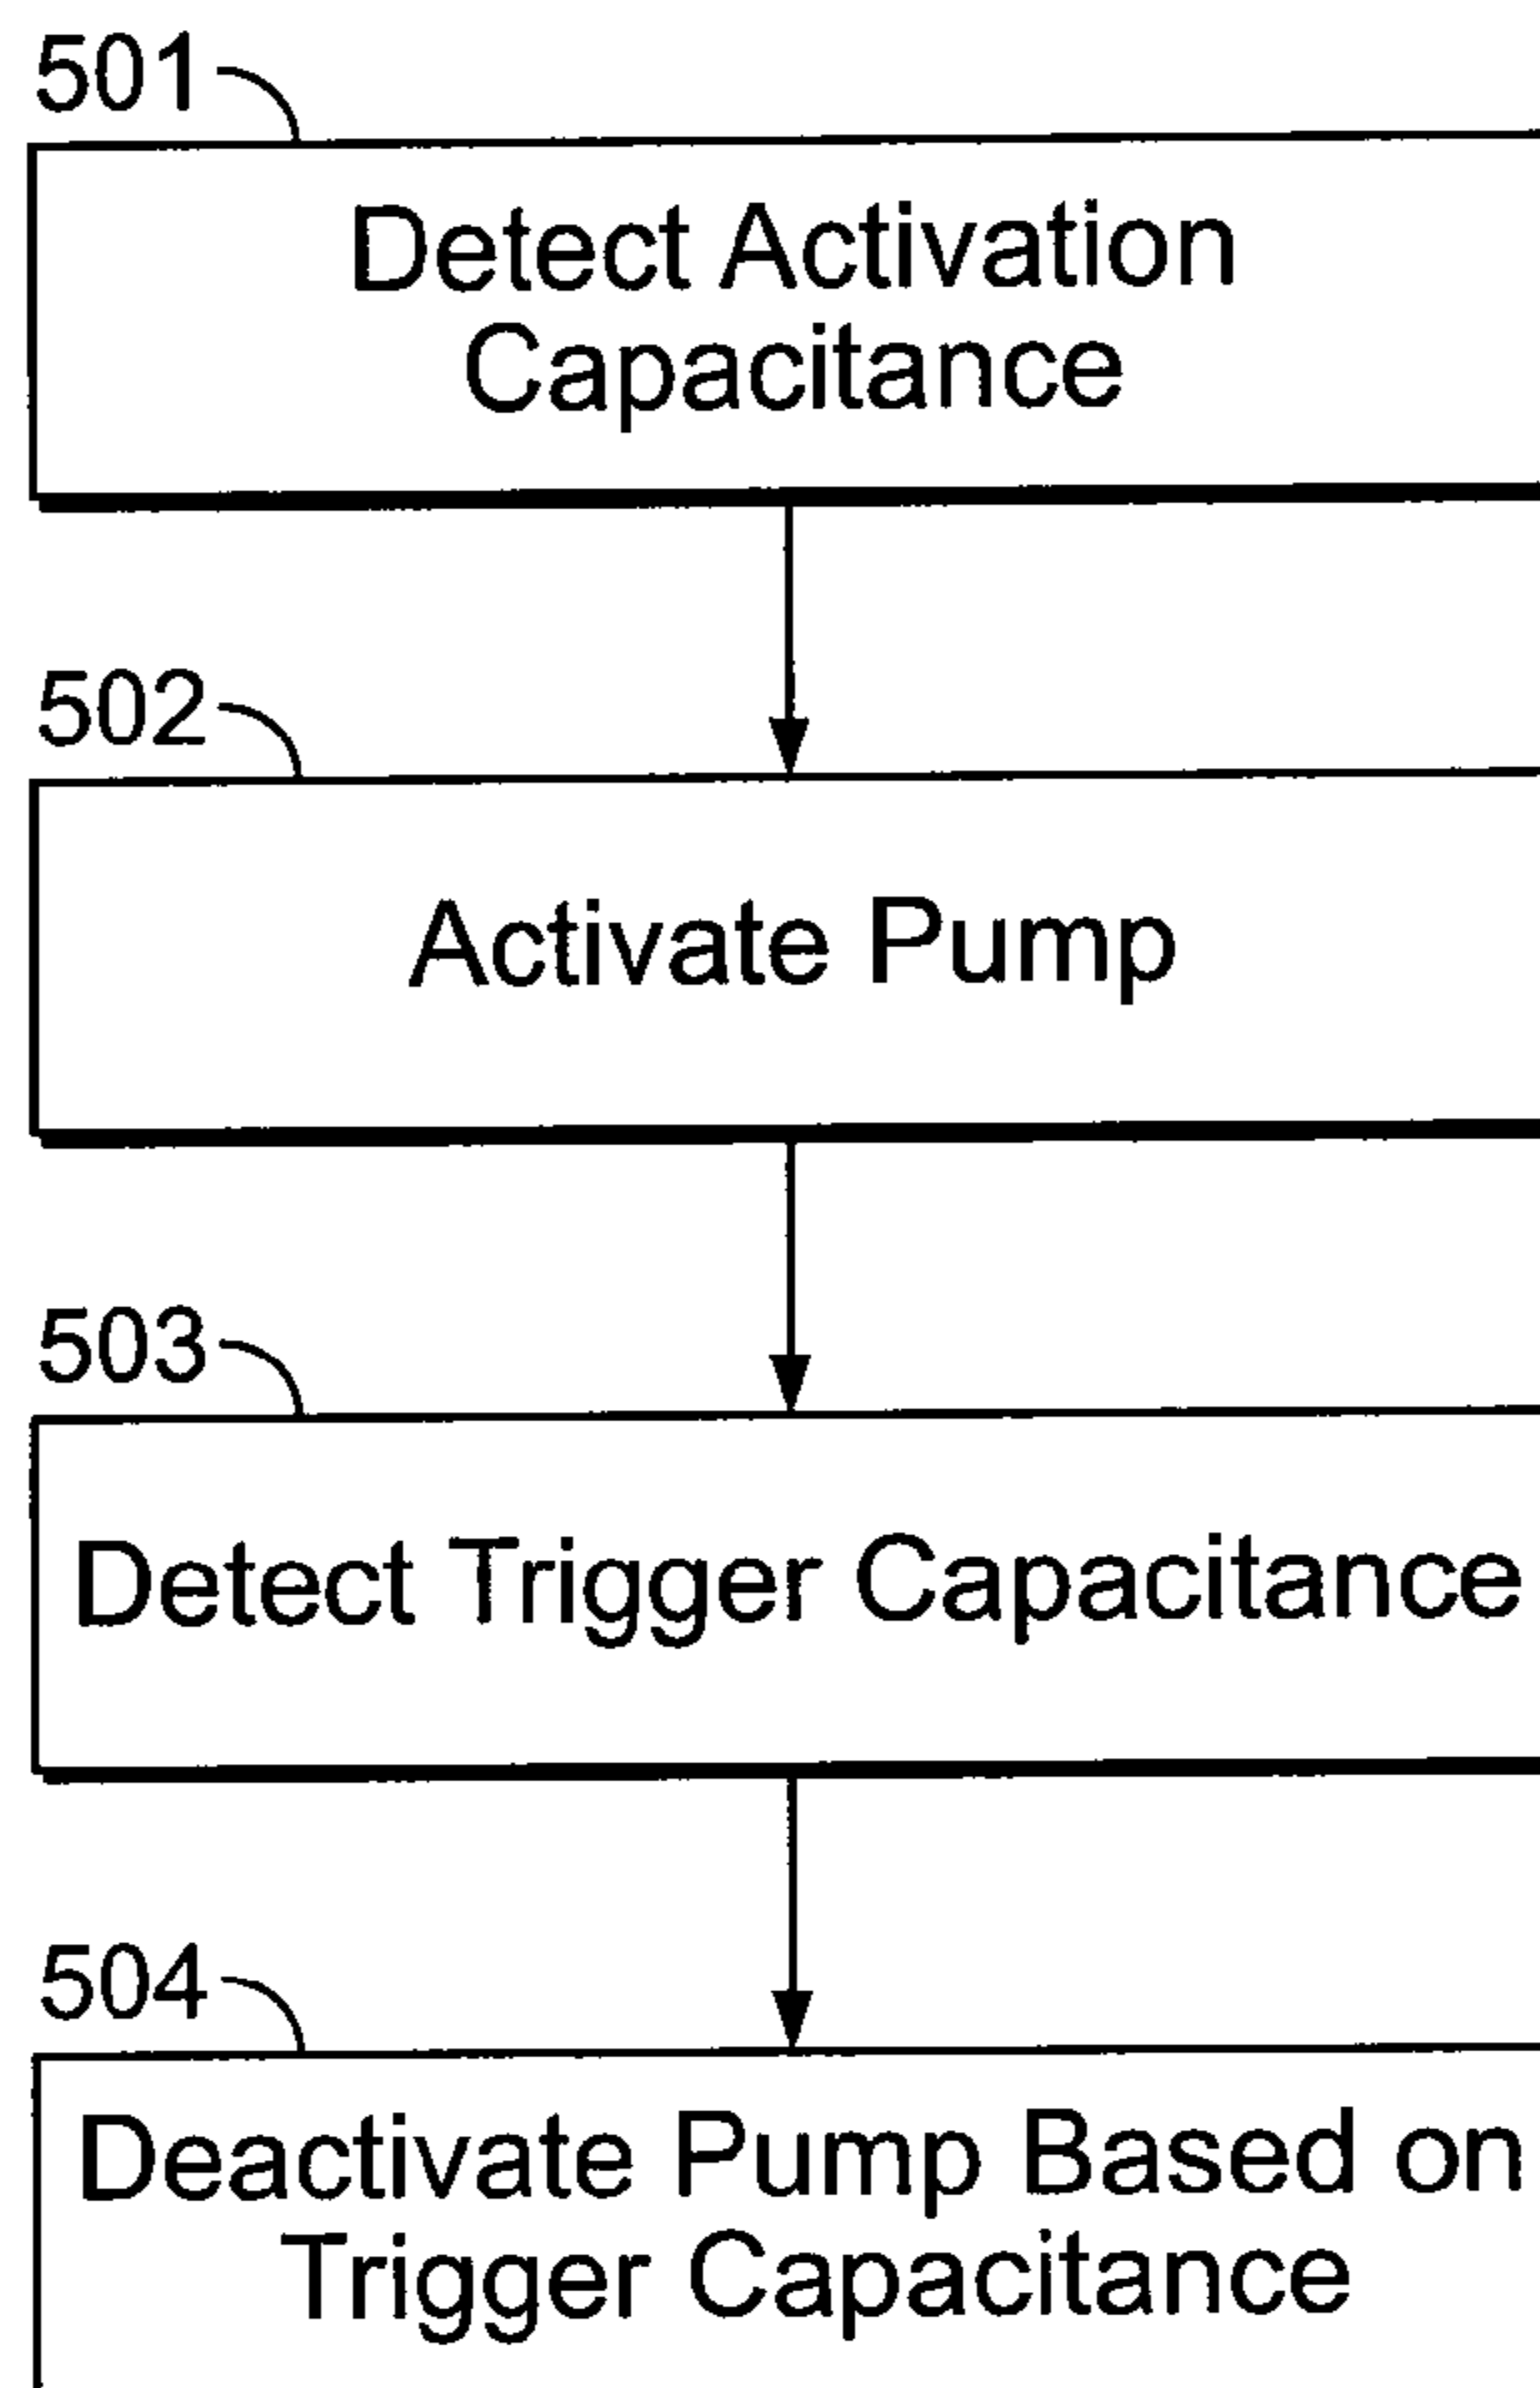 501
Detect Activation
Capacitance
502
Activate Pump
503
Detect Trigger Capacitance
504
Deactivate Pump Based on
Trigger Capacitance